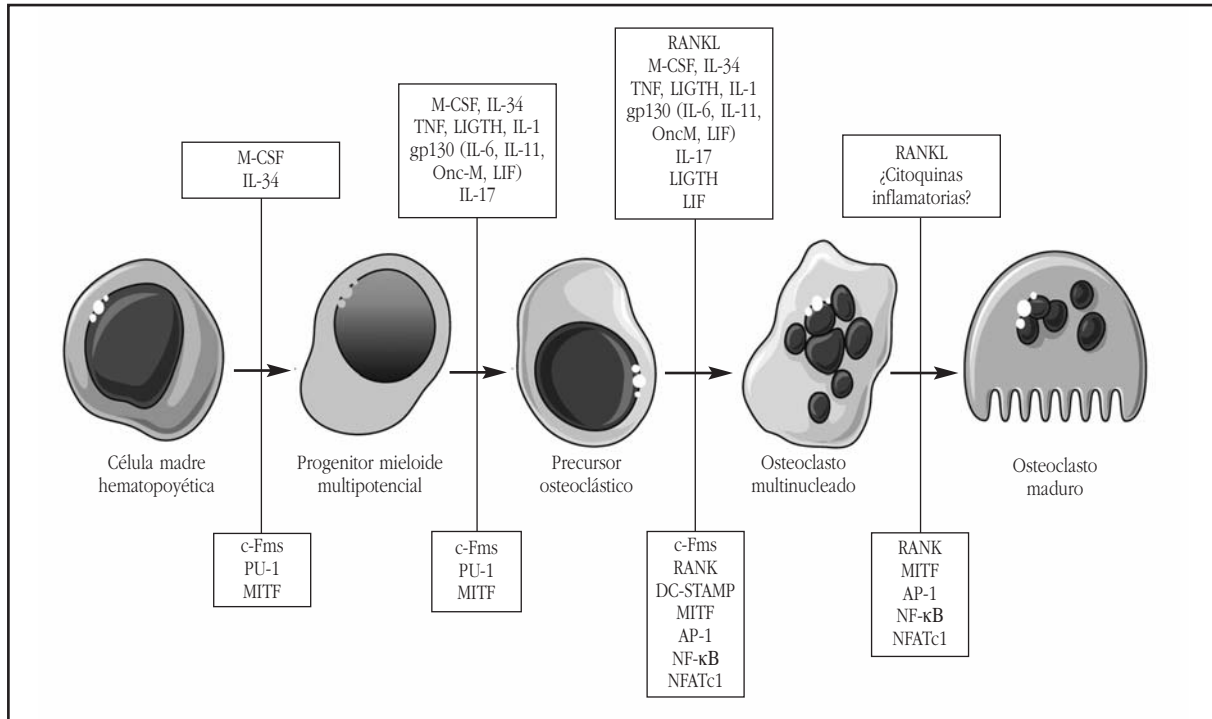 M-CSF
IL-34
M-CSF, IL-34
TNF, LIGTH, IL-1
gp130 (IL-6, IL-11,
Onc-M, LIF)
IL-17
RANKL
M-CSF, IL-34
TNF, LIGTH, IL-1
gp130 (IL-6, IL-11,
OncM, LIF)
IL-17
LIGTH
LIF
RANKL
¿Citoquinas
inflamatorias?
Célula madre
hematopoyética
Progenitor mieloide
multipotencial
Precursor
osteoclástico
Osteoclasto
multinucleado
Osteoclasto
maduro
c-Fms
PU-1
MITF
c-Fms
PU-1
MITF
c-Fms
RANK
DC-STAMP
MITF
AP-1
NF-κB
NFATc1
RANK
MITF
AP-1
NF-κB
NFATc1